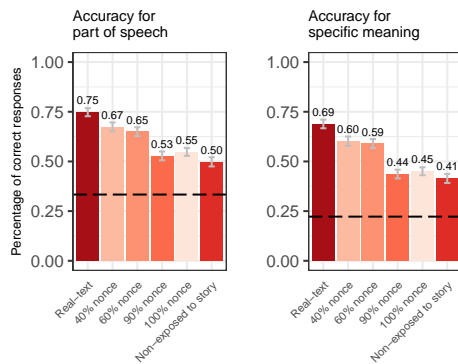 Accuracy for
part of speech
Accuracy for
specific meaning
Percentage of correct responses
1.00
0.75
0.50
0.25
0.00
0.75
0.67
0.65
0.53
0.55
0.50
Real−text
40% nonce
60% nonce
90% nonce
100% nonce
Non−exposed to story
1.00
0.75
0.50
0.25
0.00
0.69
0.60
0.59
0.44
0.45
0.41
Real−text
40% nonce
60% nonce
90% nonce
100% nonce
Non−exposed to story